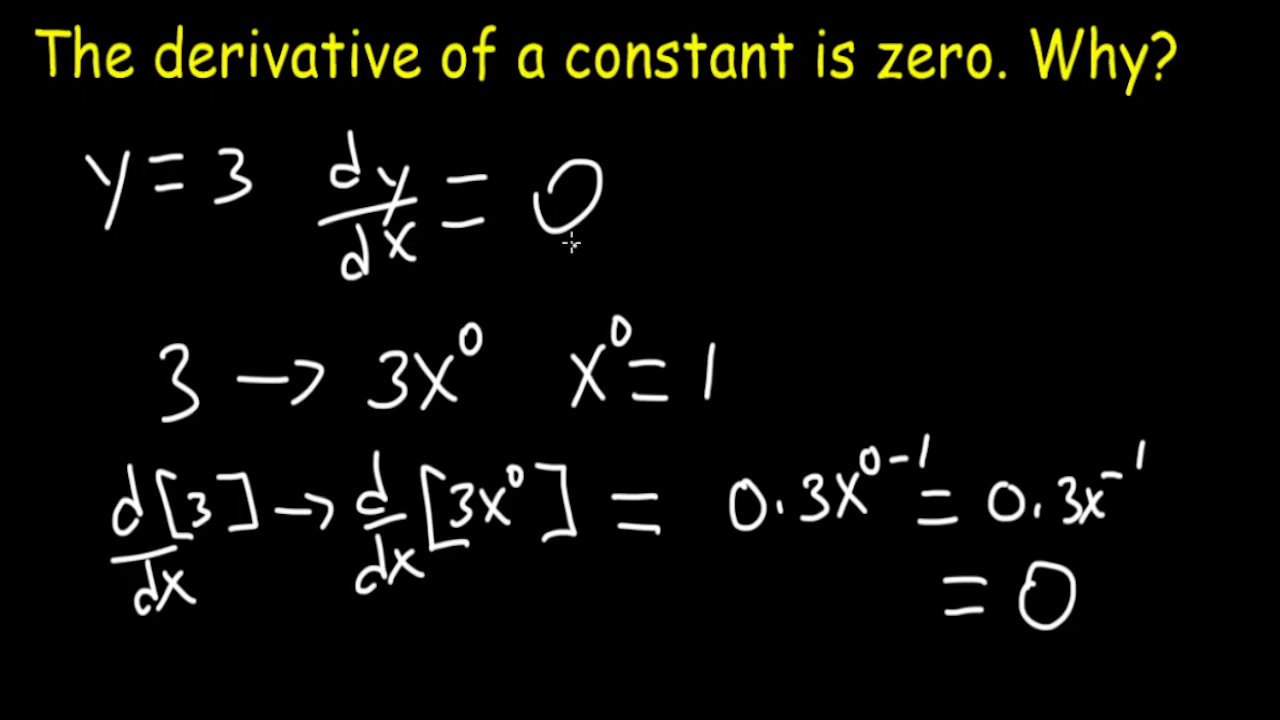 The derivative of a constant is zero. Why?
y = 3 dy/dx = 0
3 → 3x⁰ x⁰ = 1
d/dx [3] → d/dx [3x⁰] = 0 . 3x⁰⁻¹ = 0 . 3x⁻¹
= 0